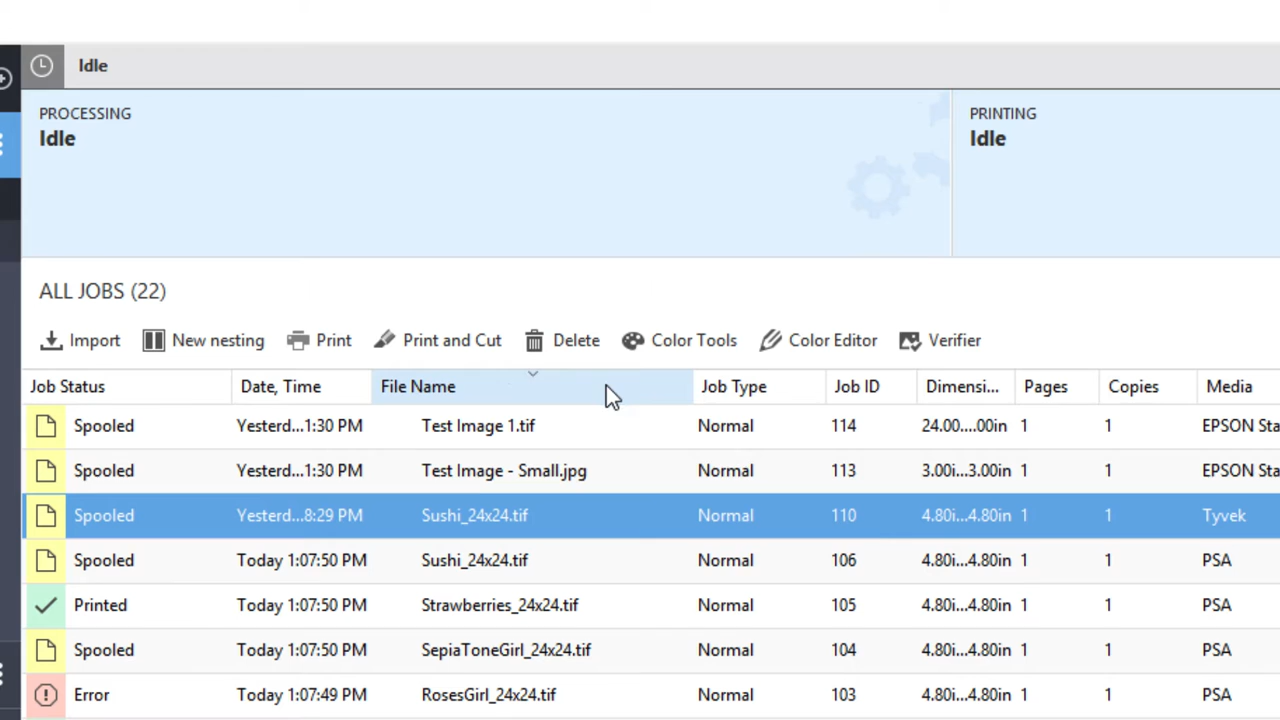 Idle
PROCESSING
Idle
PRINTING
Idle
ALL JOBS (22)
Import New nesting Print Print and Cut Delete Color Tools Color Editor Verifier
Job Status Date, Time File Name Job Type Job ID Dimensi... Pages Copies Media
Spooled Yesterd...1:30 PM Test Image 1.tif Normal 114 24.00....00in 1 1 EPSON Sta
Spooled Yesterd...1:30 PM Test Image - Small.jpg Normal 113 3.00i...3.00in 1 1 EPSON Sta
Spooled Yesterd...8:29 PM Sushi_24x24.tif Normal 110 4.80i...4.80in 1 1 Tyvek
Spooled Today 1:07:50 PM Sushi_24x24.tif Normal 106 4.80i...4.80in 1 1 PSA
Printed Today 1:07:50 PM Strawberries_24x24.tif Normal 105 4.80i...4.80in 1 1 PSA
Spooled Today 1:07:50 PM SepiaToneGirl_24x24.tif Normal 104 4.80i...4.80in 1 1 PSA
Error Today 1:07:49 PM RosesGirl_24x24.tif Normal 103 4.80i...4.80in 1 1 PSA